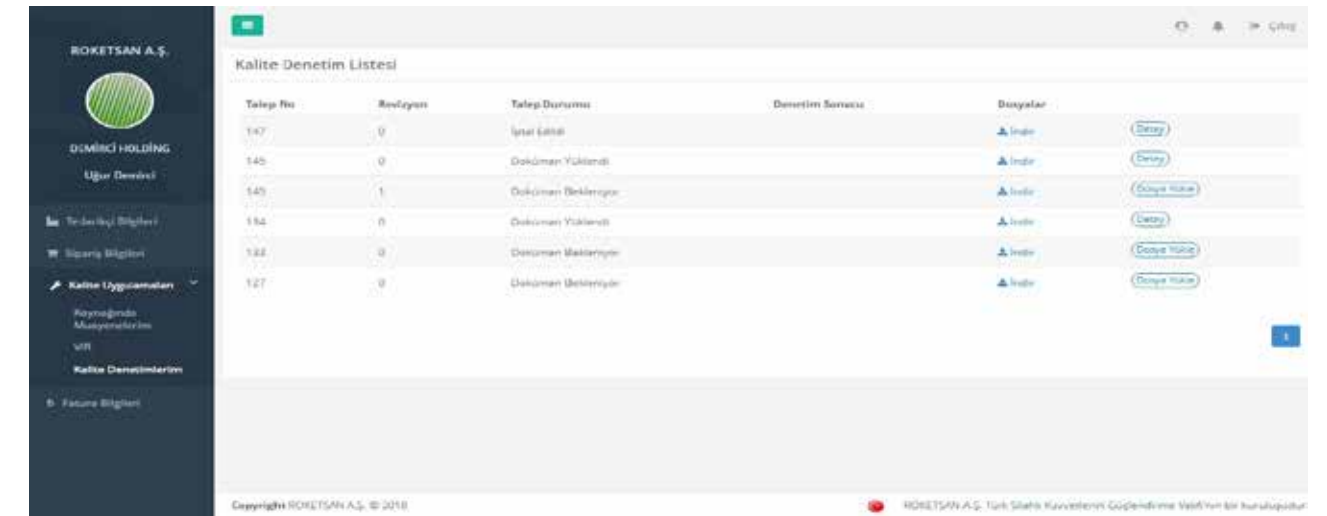 ROKETSAN A.Ş.
DEMİRCİ HOLDİNG
Uğur Demirci
Tedarikçi Bilgileri
Sipariş Bilgileri
Kalite Uygulamaları
Kaynağında
Muayenelerim
Kalite Denetimlerim
Fatura Bilgileri
Çıkış
Kalite Denetim Listesi
Talep No Revizyon Talep Durumu Denetim Sonucu Dosyalar
147 0 İptal Edildi İndir Detay
0 Doküman Yüklendi İndir Detay
1 Doküman Bekleniyor İndir Dosya Yükle
134 0 Doküman Yüklendi İndir Detay
0 Doküman Bekleniyor İndir Dosya Yükle
127 0 Doküman Bekleniyor İndir Dosya Yükle
1
Copyright ROKETSAN A.Ş. © 2018
ROKETSAN A.Ş. Türk Silahlı Kuvvetlerini Güçlendirme Vakfı'nın bir kuruluşudur